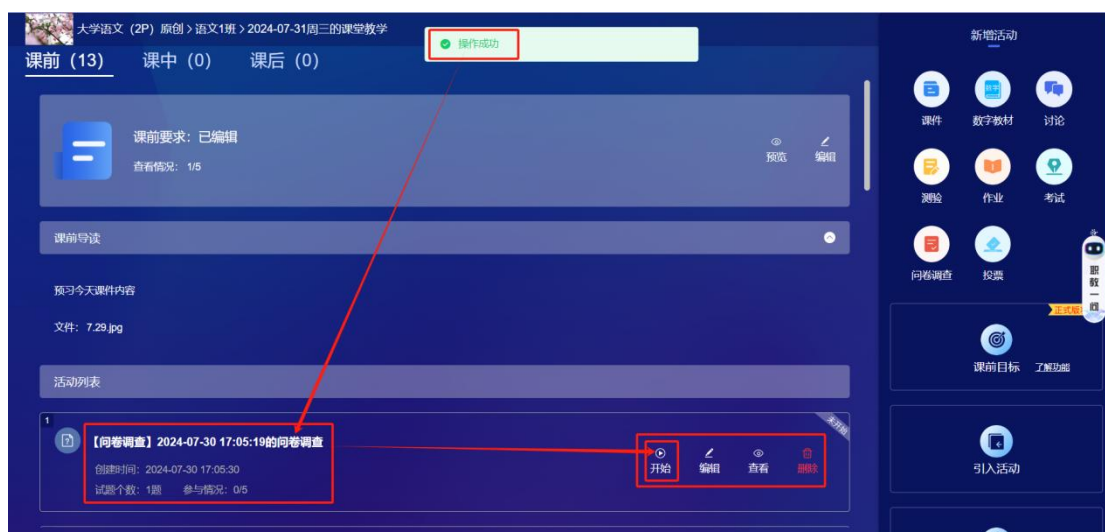 大学语文（2P）原创 > 语文1班 > 2024-07-31周三的课堂教学
操作成功
课前（13） 课中（0） 课后（0）
课前要求：已编辑
查看情况：1/5
预览 编辑
课前导读
预习今天课件内容
文件：7.29.jpg
活动列表
1
未开始
【问卷调查】2024-07-30 17:05:19的问卷调查
创建时间：2024-07-30 17:05:30
试题个数：1题 参与情况：0/5
开始 编辑 查看 删除
新增活动
课件 数字教材 讨论
测验 作业 考试
问卷调查 投票
职教一问
正式版
课前目标 了解功能
引入活动